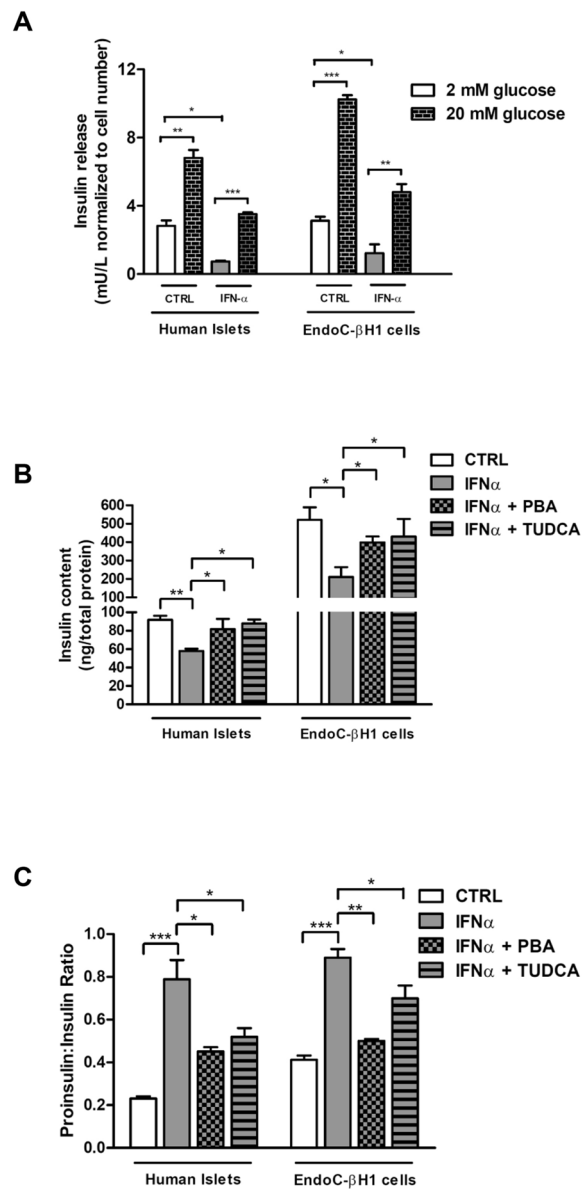 A
Insulin release
(mU/L normalized to cell number)
12
9
6
3
0
*
**
***
*
***
**
2 mM glucose
20 mM glucose
CTRL
IFN-α
CTRL
IFN-α
Human Islets
EndoC-βH1 cells
B
Insulin content
(ng/total protein)
600
500
400
300
200
100
80
60
40
20
0
**
*
*
*
*
*
CTRL
IFNα
IFNα + PBA
IFNα + TUDCA
Human Islets
EndoC-βH1 cells
C
Proinsulin:Insulin Ratio
1.0
0.8
0.6
0.4
0.2
0.0
***
*
*
***
**
*
CTRL
IFNα
IFNα + PBA
IFNα + TUDCA
Human Islets
EndoC-βH1 cells